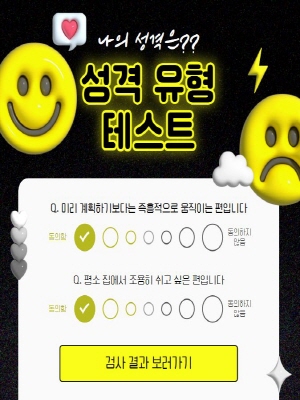 나의 성격은??
성격 유형
테스트
Q. 미리 계획하기보다는 즉흥적으로 움직이는 편입니다
동의함
동의하지
않음
Q. 평소 집에서 조용히 쉬고 싶은 편입니다
동의함
동의하지
않음
검사 결과 보러가기